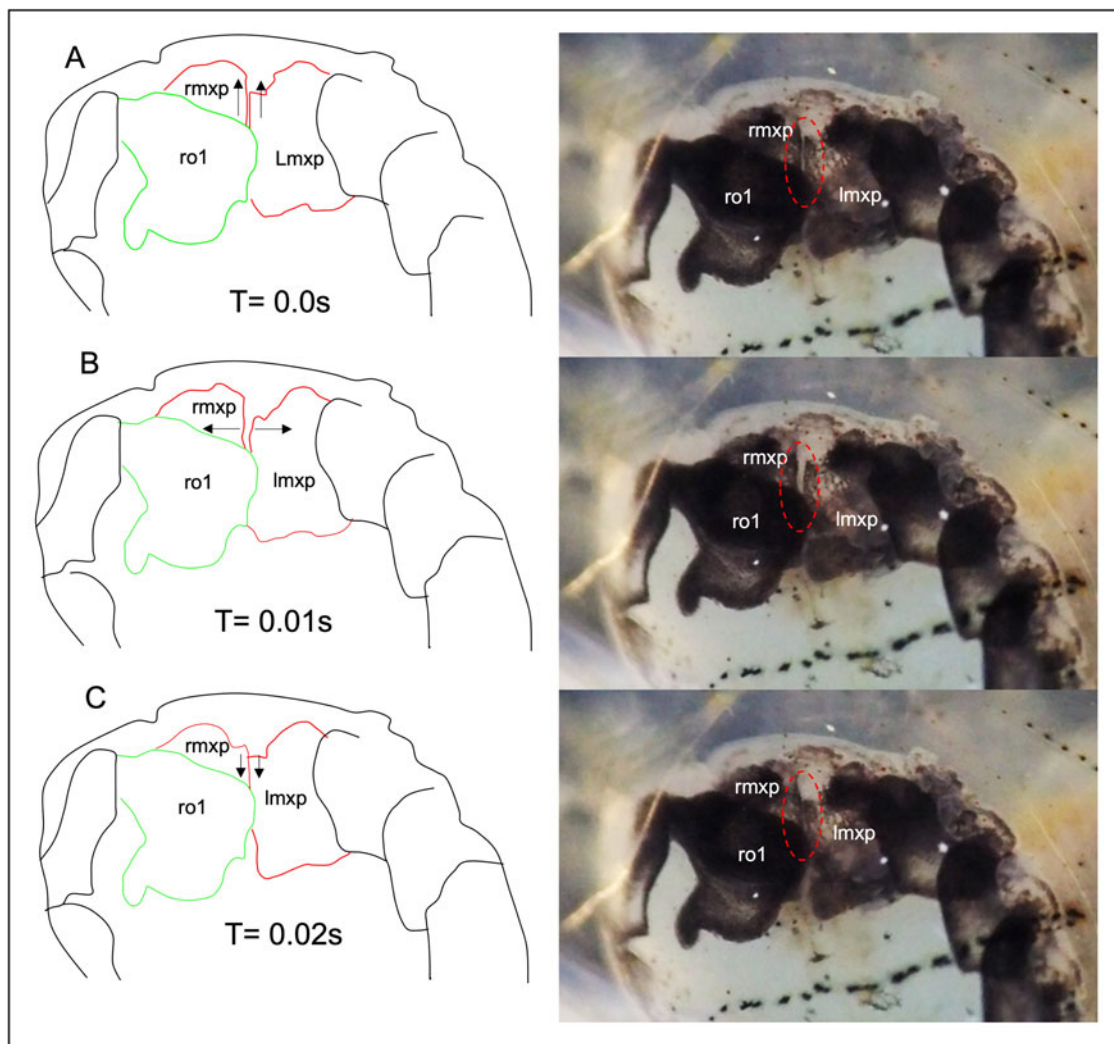 A
rmxp
ro1
Lmxp
T= 0.0s
rmxp
ro1
lmxp
B
rmxp
ro1
lmxp
T= 0.01s
rmxp
ro1
lmxp
C
rmxp
ro1
lmxp
T= 0.02s
rmxp
ro1
lmxp